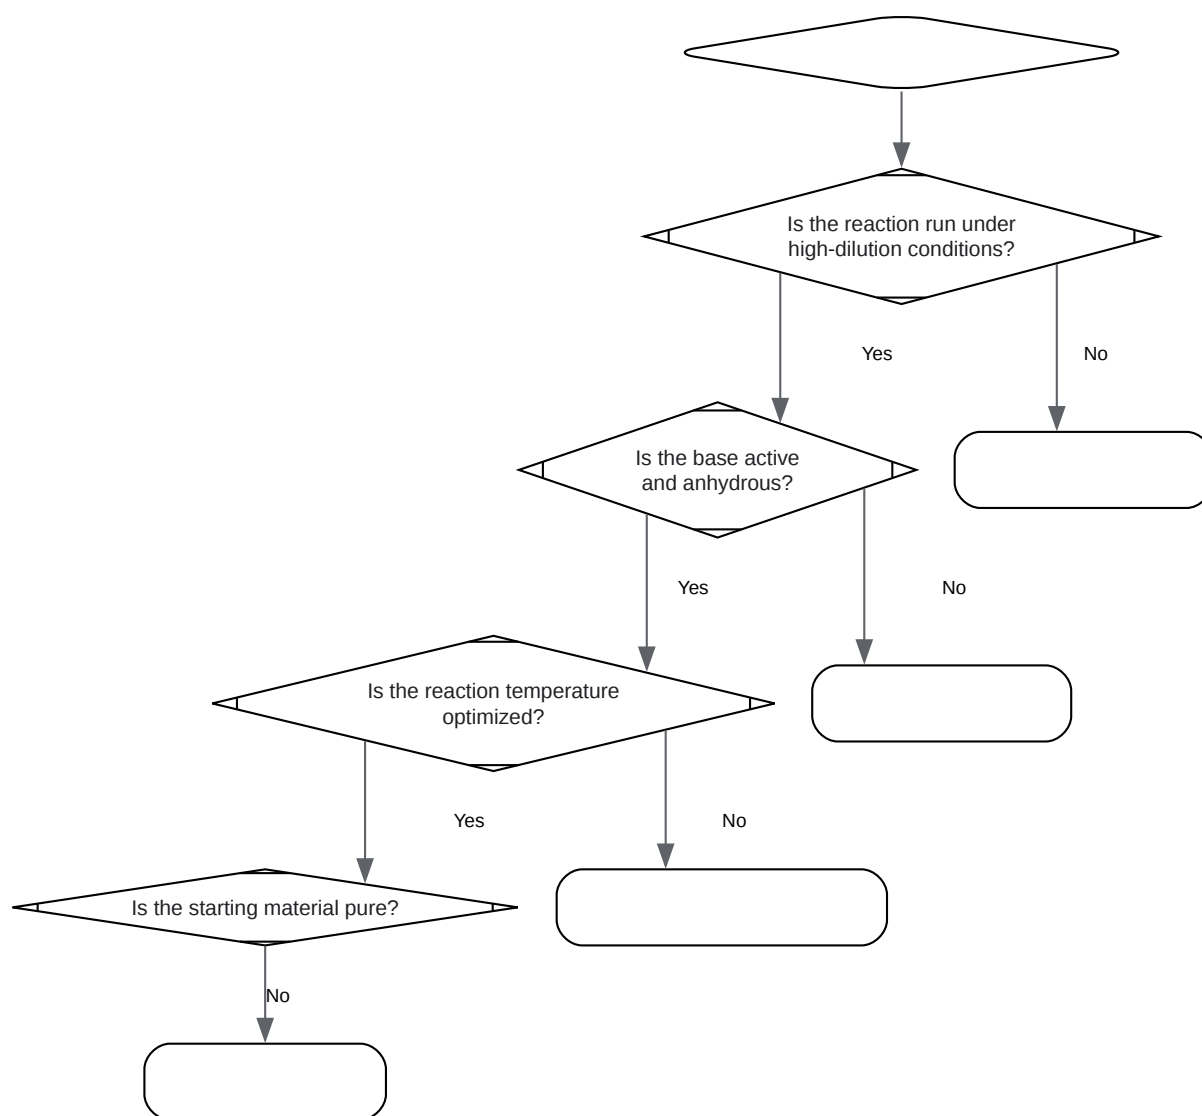 Is the reaction run under
high-dilution conditions?
Yes
No
Is the base active
and anhydrous?
Yes
No
Is the reaction temperature
optimized?
Yes
No
Is the starting material pure?
No